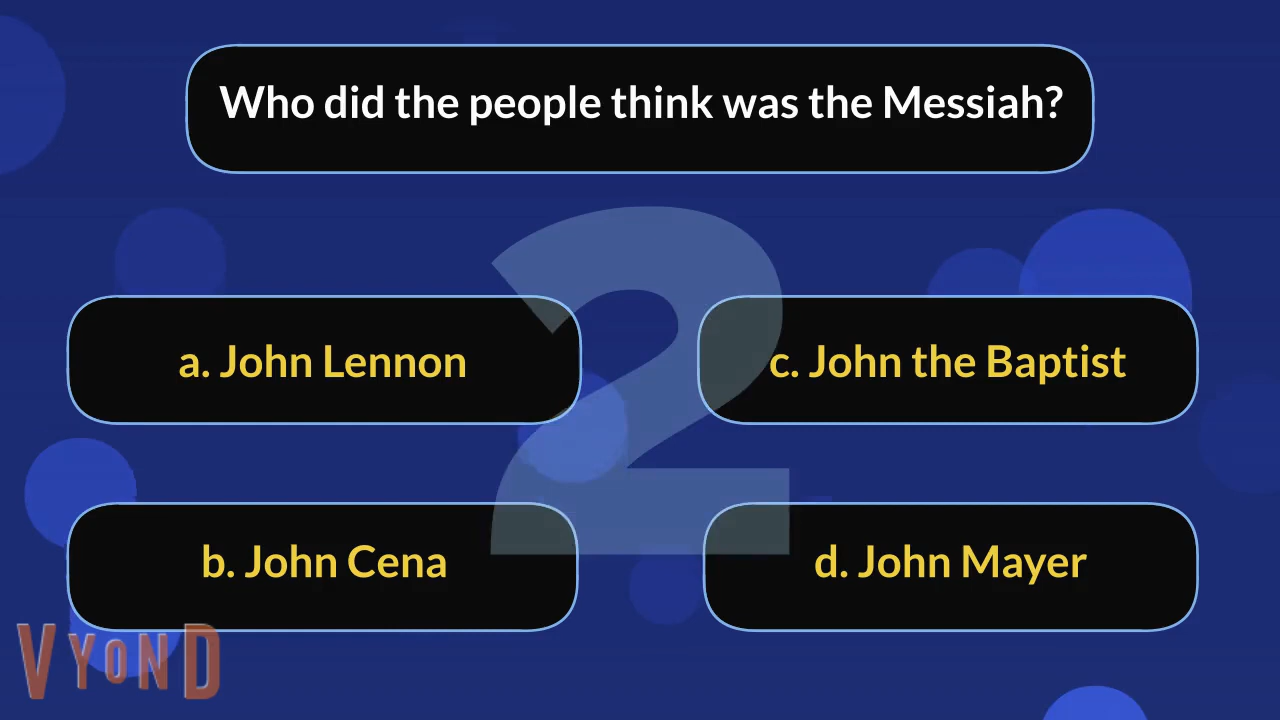 Who did the people think was the Messiah?
2
a. John Lennon
c. John the Baptist
b. John Cena
d. John Mayer
VYOND